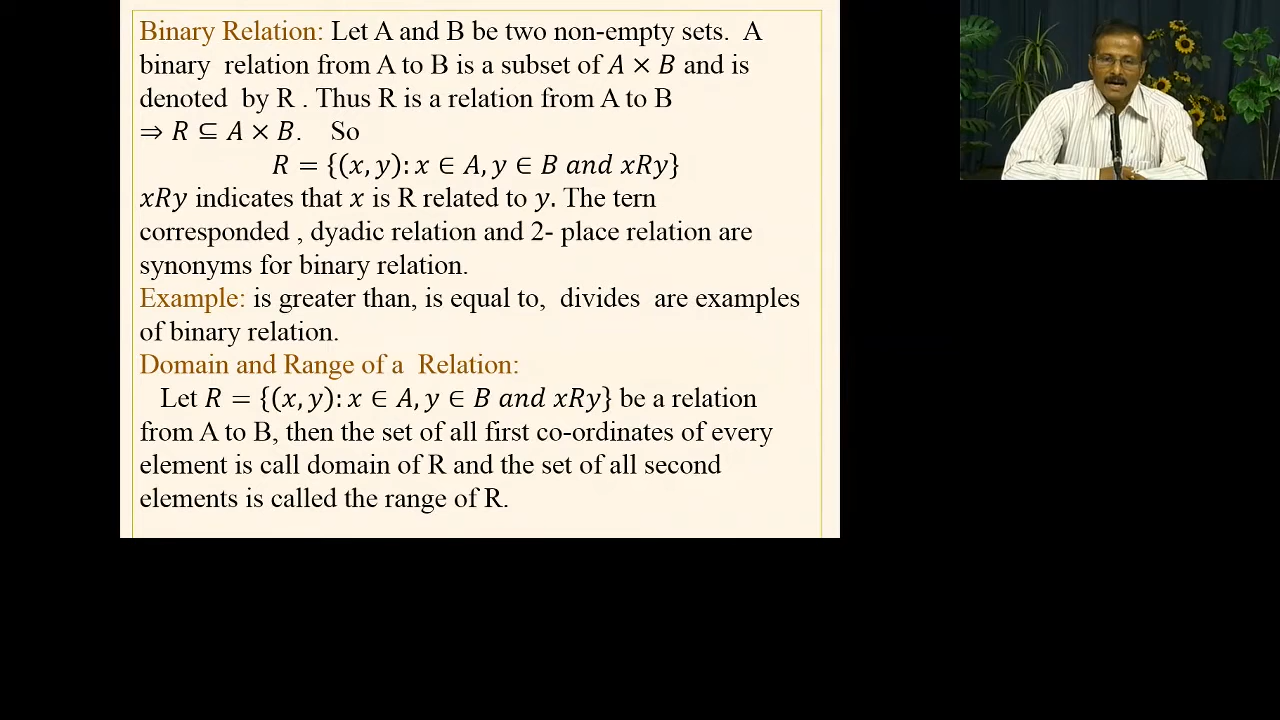 Binary Relation: Let A and B be two non-empty sets. A
binary relation from A to B is a subset of A × B and is
denoted by R . Thus R is a relation from A to B
⇒ R ⊆ A × B. So
R = {(x, y): x ∈ A, y ∈ B and xRy}
xRy indicates that x is R related to y. The tern
corresponded , dyadic relation and 2- place relation are
synonyms for binary relation.
Example: is greater than, is equal to, divides are examples
of binary relation.
Domain and Range of a Relation:
Let R = {(x, y): x ∈ A, y ∈ B and xRy} be a relation
from A to B, then the set of all first co-ordinates of every
element is call domain of R and the set of all second
elements is called the range of R.